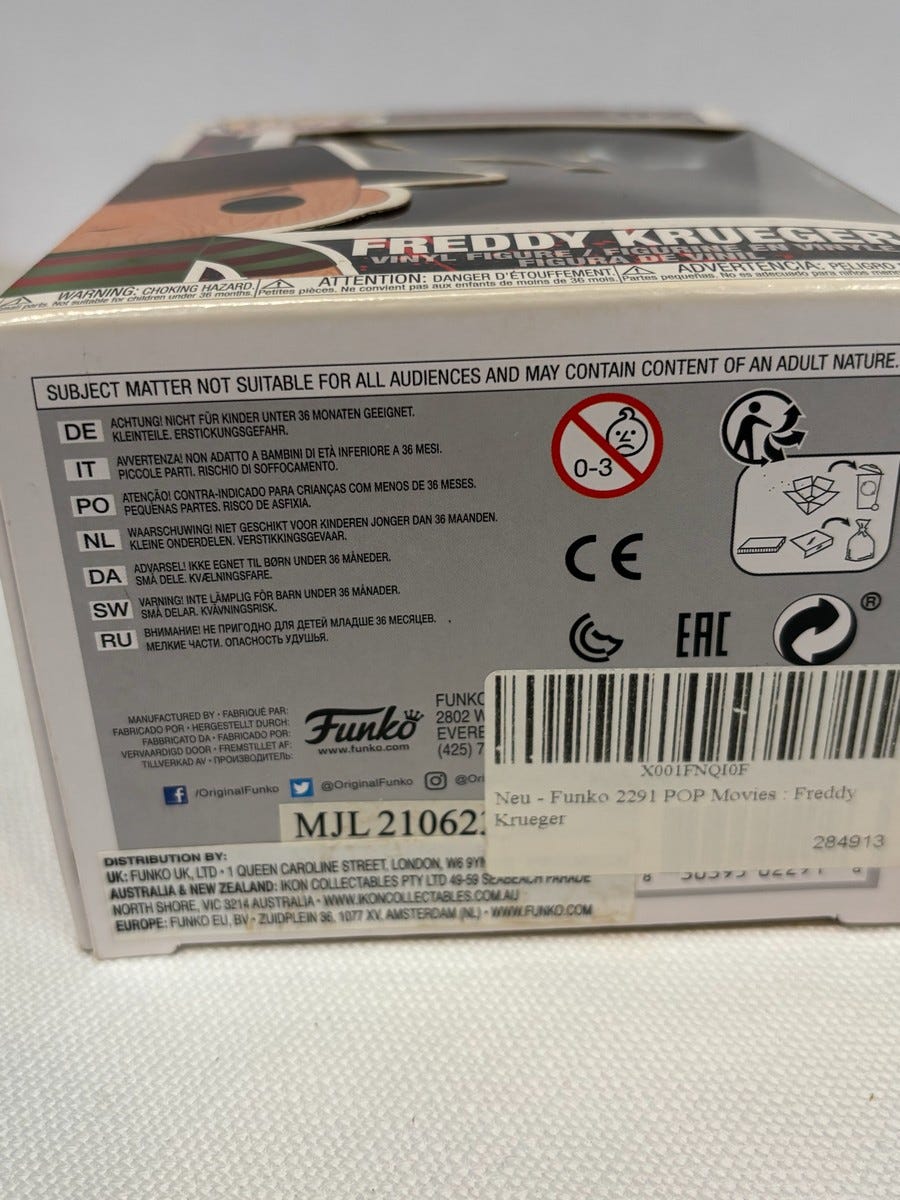 FREDDY KRUEGER
VINYL FIGURE / FIGURINE EN VINYLE
FIGURA DE VINIL
WARNING: CHOKING HAZARD.
parts. Not suitable for children under 36 months.
ATTENTION: DANGER D'ÉTOUFFEMENT.
Petites pièces. Ne convient pas aux enfants de moins de 36 mois.
ADVERTENCIA: PELIGRO
Partes pequeñas, no es adecuado para niños
SUBJECT MATTER NOT SUITABLE FOR ALL AUDIENCES AND MAY CONTAIN CONTENT OF AN ADULT NATURE.
DE ACHTUNG! NICHT FÜR KINDER UNTER 36 MONATEN GEEIGNET.
KLEINTEILE. ERSTICKUNGSGEFAHR.
IT AVVERTENZA! NON ADATTO A BAMBINI DI ETÀ INFERIORE A 36 MESI.
PICCOLE PARTI. RISCHIO DI SOFFOCAMENTO.
PO ATENÇÃO! CONTRA-INDICADO PARA CRIANÇAS COM MENOS DE 36 MESES.
PEQUENAS PARTES. RISCO DE ASFIXIA.
NL WAARSCHUWING! NIET GESCHIKT VOOR KINDEREN JONGER DAN 36 MAANDEN.
KLEINE ONDERDELEN. VERSTIKKINGSGEVAAR.
DA ADVARSEL! IKKE EGNET TIL BØRN UNDER 36 MÅNEDER.
SMÅ DELE. KVÆLNINGSFARE.
SW VARNING! INTE LÄMPLIG FÖR BARN UNDER 36 MÅNADER.
SMÅ DELAR. KVÄVNINGSRISK.
RU ВНИМАНИЕ! НЕ ПРИГОДНО ДЛЯ ДЕТЕЙ МЛАДШЕ 36 МЕСЯЦЕВ.
МЕЛКИЕ ЧАСТИ. ОПАСНОСТЬ УДУШЬЯ.
0-3
CE
EAC
®
MANUFACTURED BY • FABRIQUÉ PAR:
FABRICADO POR • HERGESTELLT DURCH:
FABBRICATO DA • FABRICADO POR:
VERVAARDIGD DOOR • FREMSTILLET AF:
TILLVERKAD AV • ПРОИЗВОДИТЕЛЬ:
Funko
www.funko.com
FUNKO
2802 W
EVERE
(425) 7
/OriginalFunko @OriginalFunko @Ori
MJL 21062
X001FNQI0F
Neu - Funko 2291 POP Movies : Freddy
Krueger
284913
DISTRIBUTION BY:
UK: FUNKO UK, LTD • 1 QUEEN CAROLINE STREET, LONDON, W6 9YN
AUSTRALIA & NEW ZEALAND: IKON COLLECTABLES PTY LTD 49-59 SEABEACH PARADE
NORTH SHORE, VIC 3214 AUSTRALIA • WWW.IKONCOLLECTABLES.COM.AU
EUROPE: FUNKO EU, BV • ZUIDPLEIN 36, 1077 XV, AMSTERDAM (NL) • WWW.FUNKO.COM